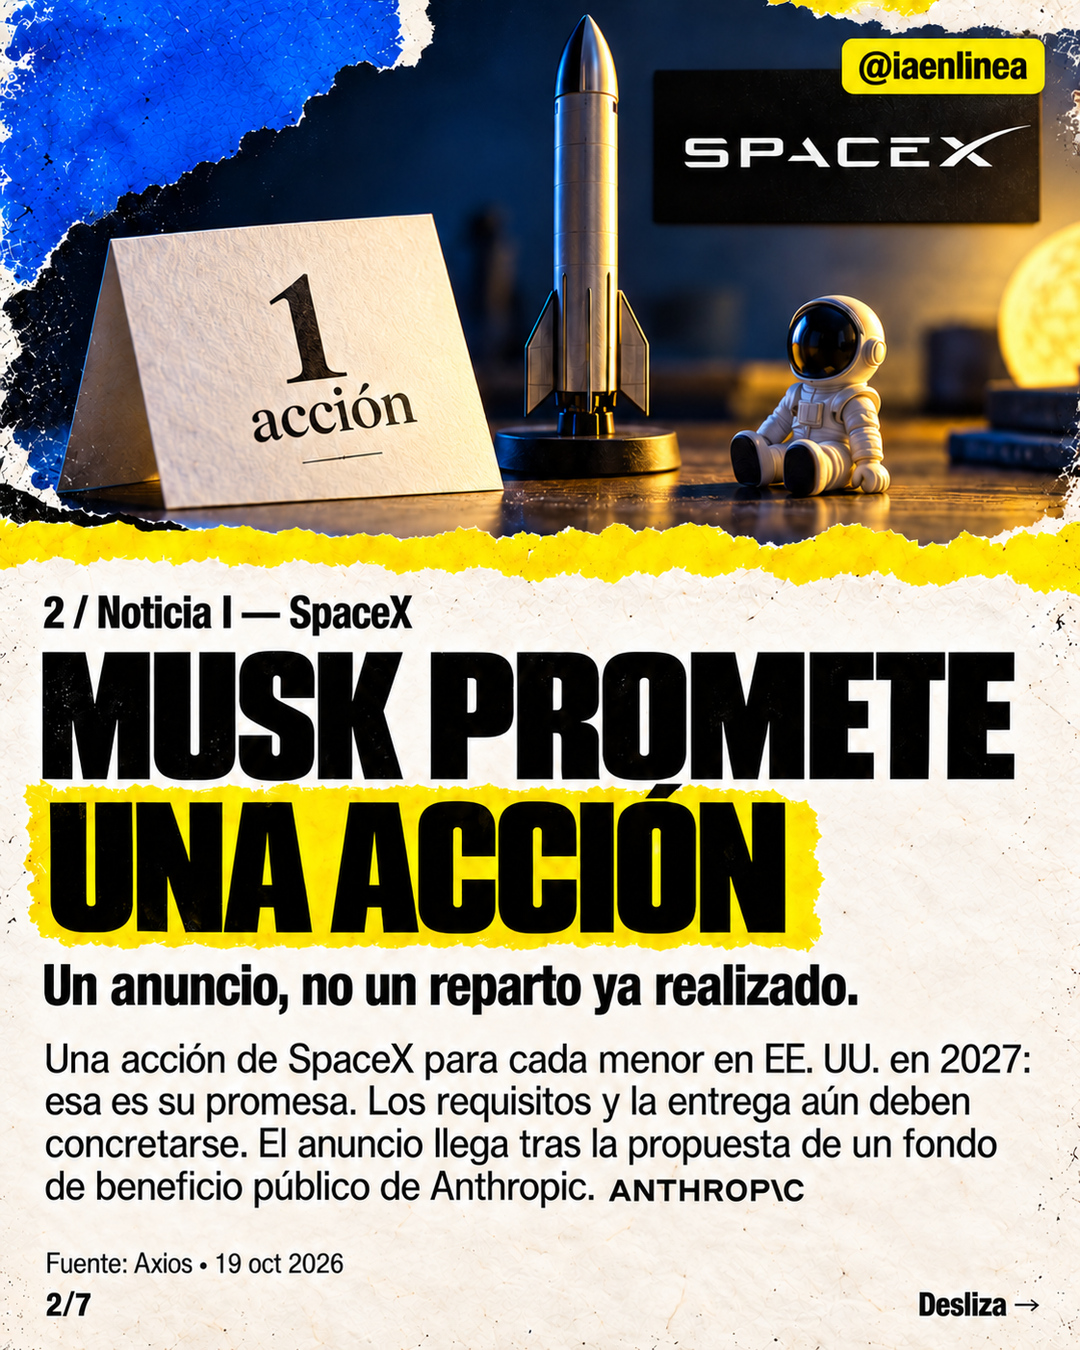 @iaenlinea
SPACEX
1
acción
2 / Noticia I — SpaceX
MUSK PROMETE
UNA ACCIÓN
Un anuncio, no un reparto ya realizado.
Una acción de SpaceX para cada menor en EE. UU. en 2027:
esa es su promesa. Los requisitos y la entrega aún deben
concretarse. El anuncio llega tras la propuesta de un fondo
de beneficio público de Anthropic. ANTHROP\C
Fuente: Axios • 19 oct 2026
2/7
Desliza →